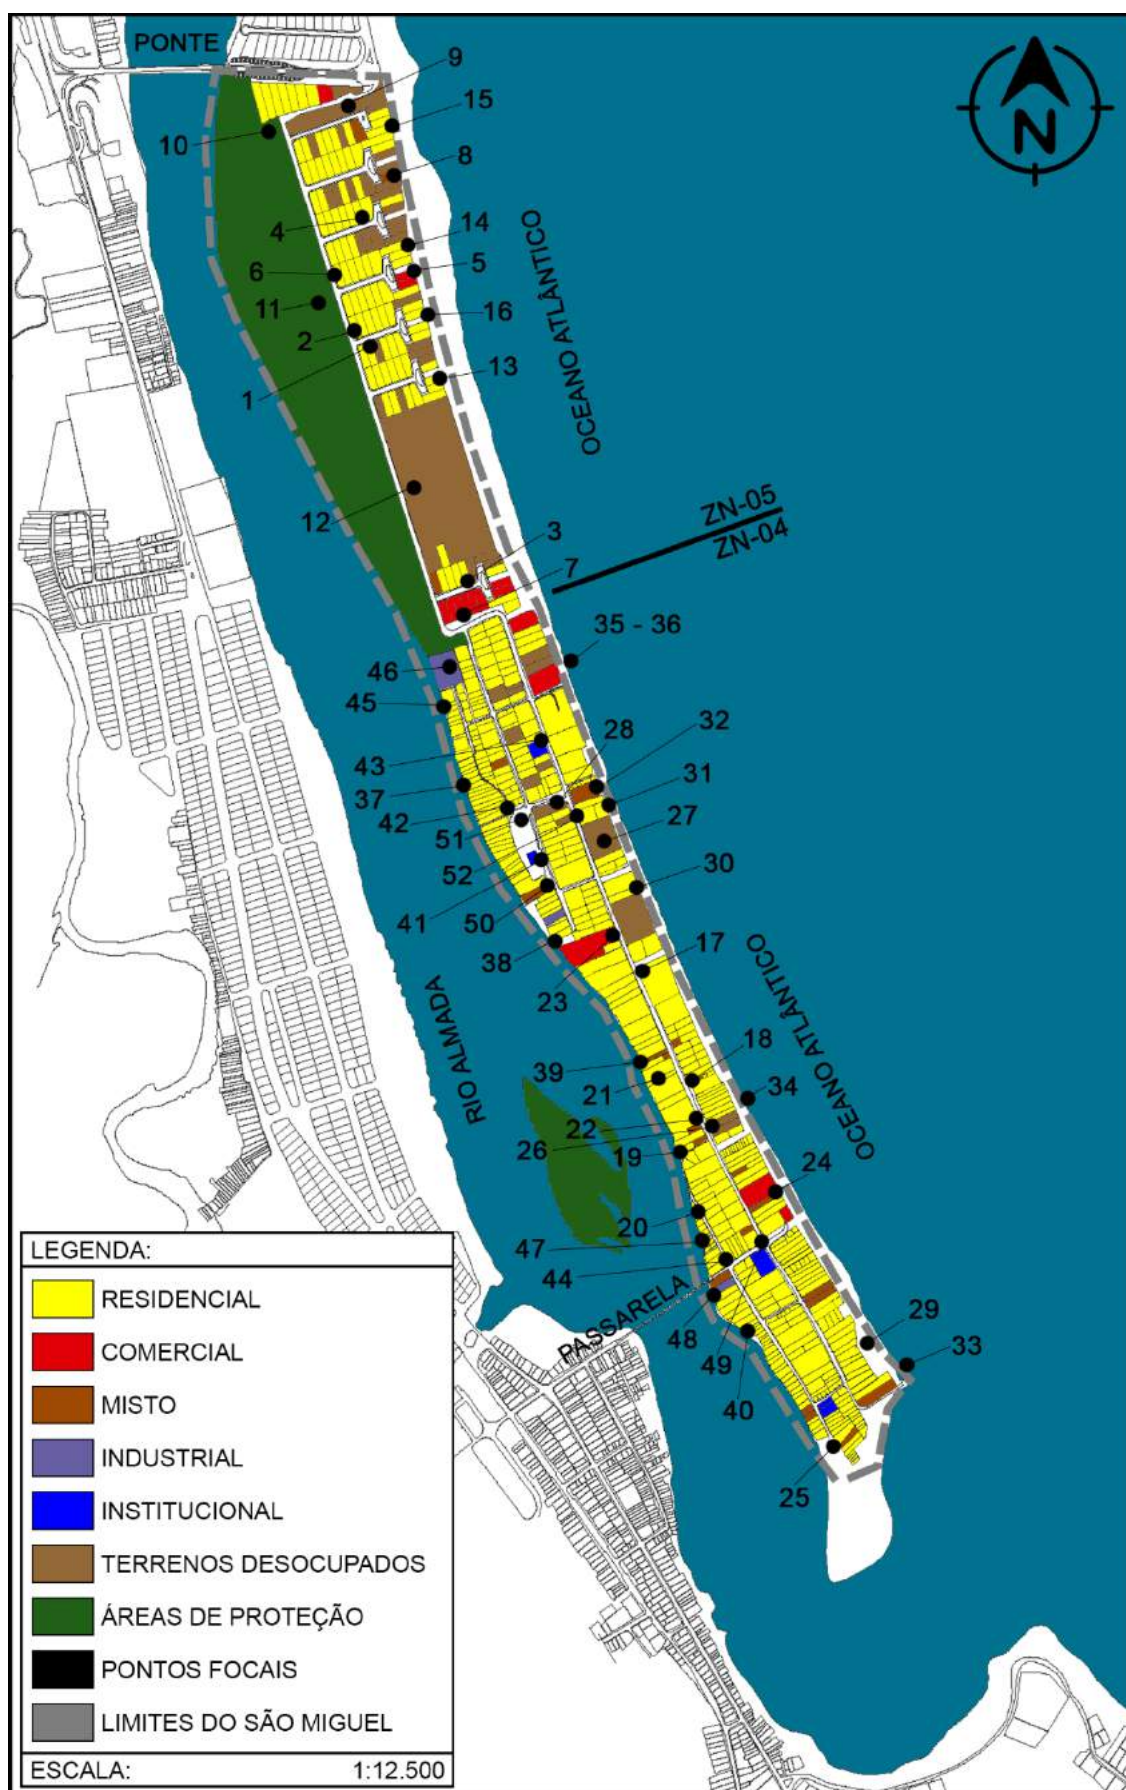 PONTE
9
15
10
8
N
4
14
OCEANO ATLÂNTICO
6
5
11
16
2
1
13
ZN-05
12
ZN-04
3
7
35 - 36
46
45
28
32
43
31
37
42
27
51
52
30
41
50
17
38
23
OCEANO ATLÂNTICO
RIO ALMADA
18
39
34
21
22
26
19
24
20
47
44
PASSARELA
29
48
33
49
40
25
LEGENDA:
RESIDENCIAL
COMERCIAL
MISTO
INDUSTRIAL
INSTITUCIONAL
TERRENOS DESOCUPADOS
ÁREAS DE PROTEÇÃO
PONTOS FOCAIS
LIMITES DO SÃO MIGUEL
ESCALA: 1:12.500